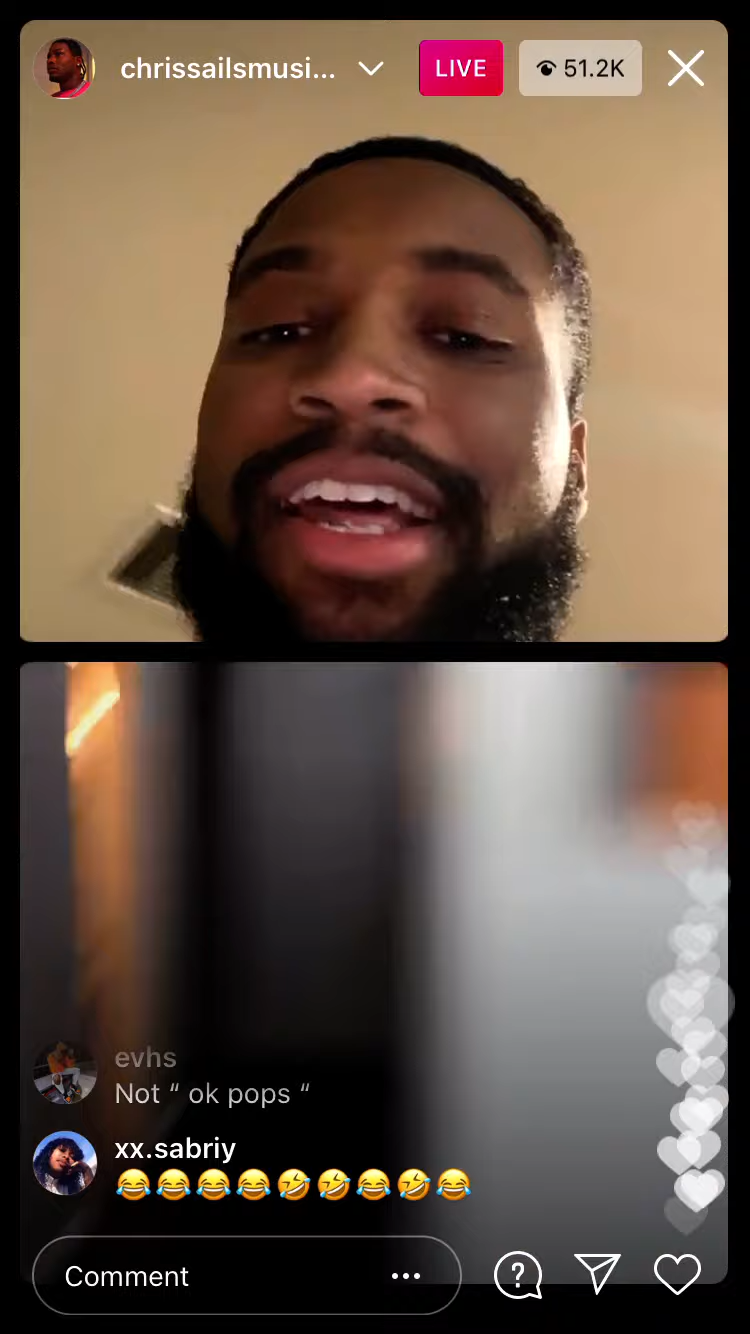 chrissailsmusi...
LIVE
51.2K
evhs
Not “ ok pops “
xx.sabriy
😂😂😂😂🤣🤣😂🤣😂
Comment